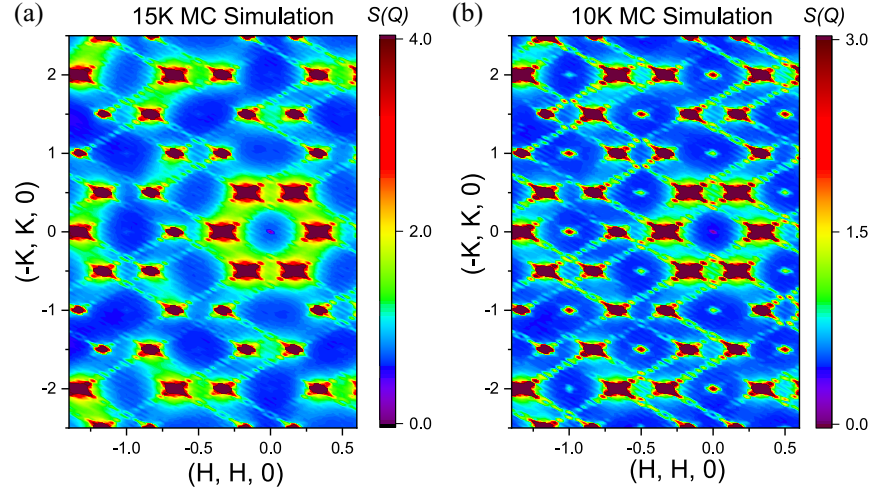 (a) 15K MC Simulation S(Q)
(b) 10K MC Simulation S(Q)
4.0
2.0
0.0
3.0
1.5
0.0
(-K, K, 0)
2
1
0
-1
-2
(-K, K, 0)
2
1
0
-1
-2
-1.0 -0.5 0.0 0.5
(H, H, 0)
-1.0 -0.5 0.0 0.5
(H, H, 0)